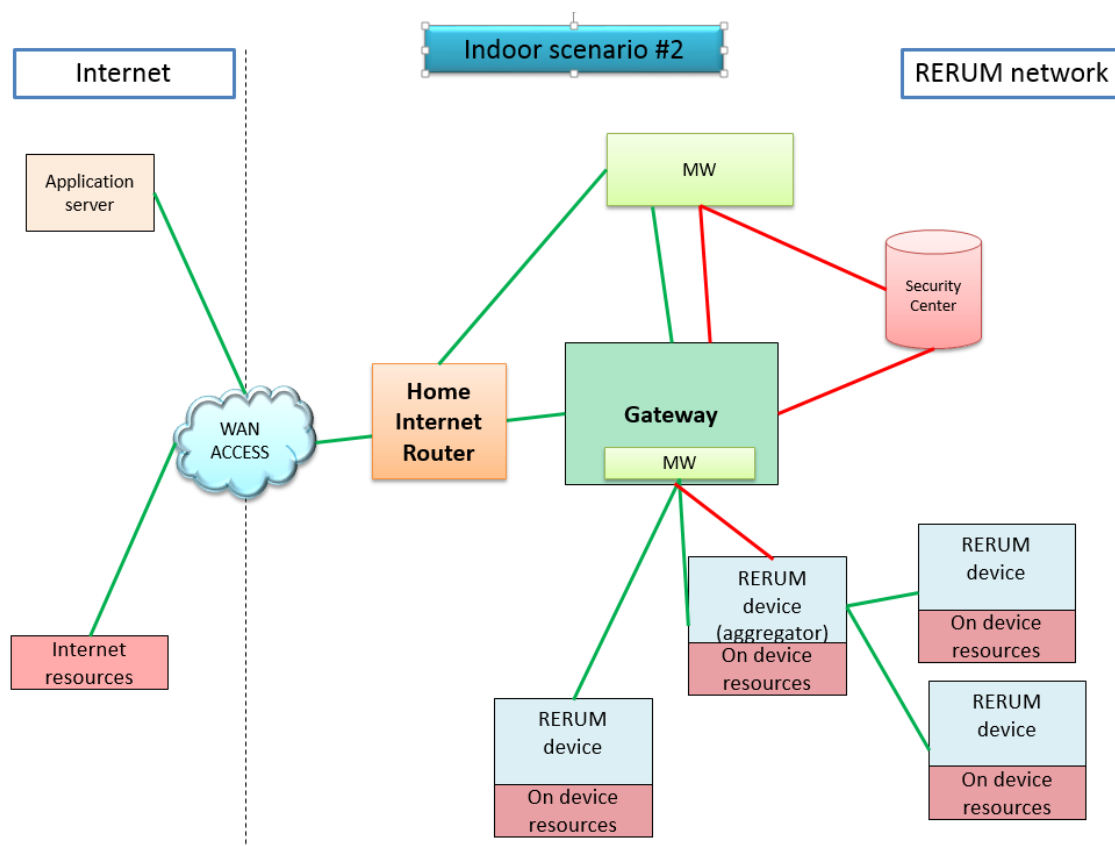 Indoor scenario #2
Internet
RERUM network
Application
server
MW
Security
Center
Home
Internet
Router
Gateway
WAN
ACCESS
MW
RERUM
device
On device
resources
RERUM
device
(aggregator)
On device
resources
Internet
resources
RERUM
device
On device
resources
RERUM
device
On device
resources